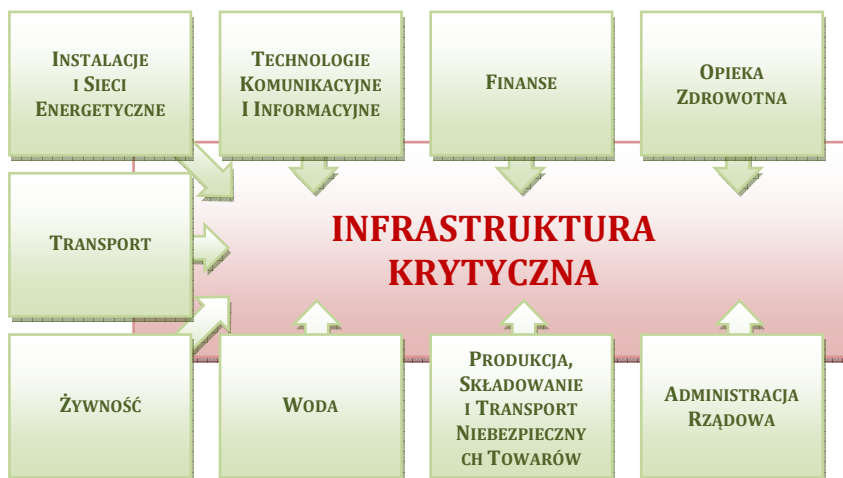 INSTALACJE
I SIECI
ENERGETYCZNE
TECHNOLOGIE
KOMUNIKACYJNE
I INFORMACYJNE
FINANSE
OPIEKA
ZDROWOTNA
TRANSPORT
INFRASTRUKTURA
KRYTYCZNA
ŻYWNOŚĆ
WODA
PRODUKCJA,
SKŁADOWANIE
I TRANSPORT
NIEBEZPIECZNY
CH TOWARÓW
ADMINISTRACJA
RZĄDOWA